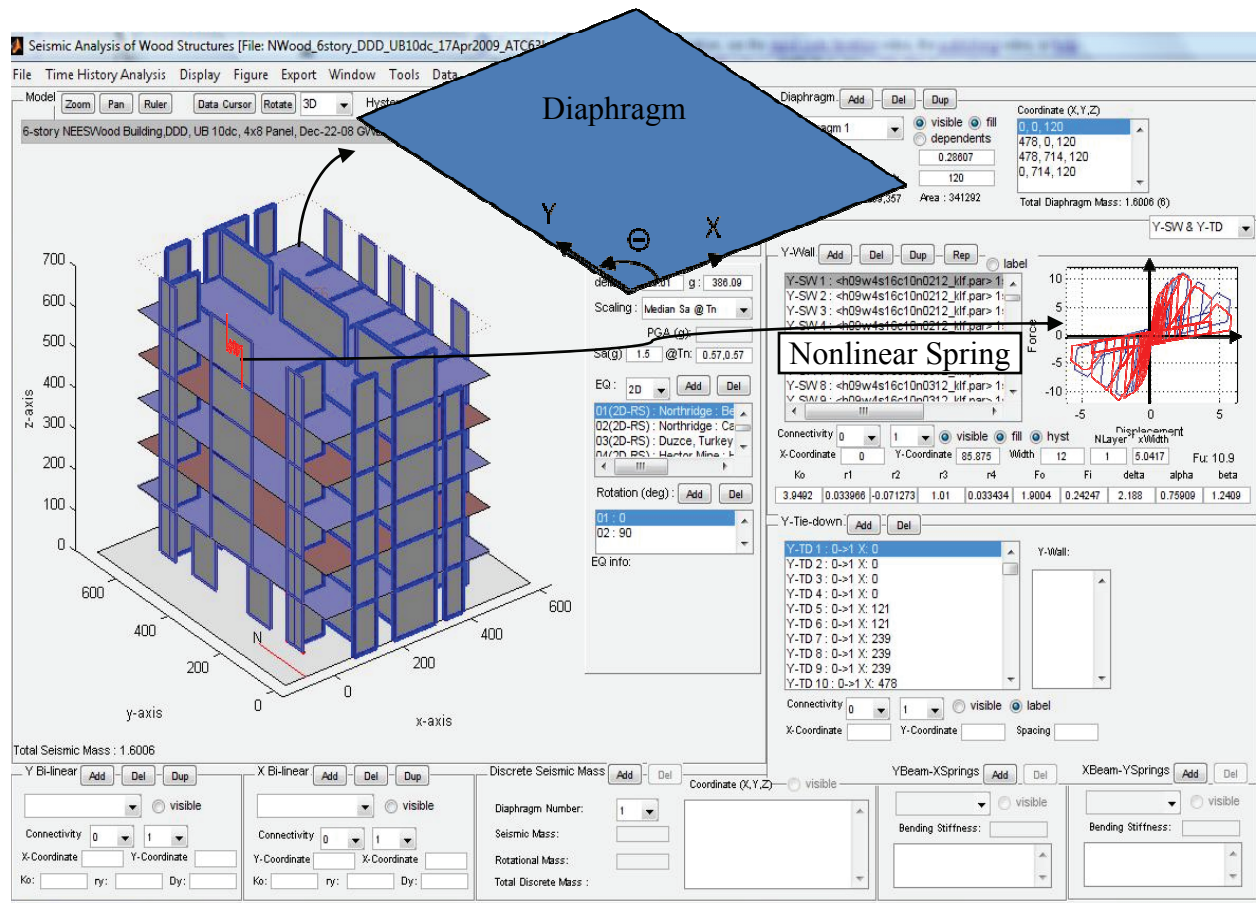 Seismic Analysis of Wood Structures [File: NWood_6story_DDD_UB10dc_17Apr2009_ATC63
File Time History Analysis Display Figure Export Window Tools Data
Model Zoom Pan Ruler Data Cursor Rotate 3D
6-story NEESWood Building,DDD, UB 10dc, 4x8 Panel, Dec-22-08
Diaphragm
Y Θ X
700
600
500
400
300
200
100
0
z-axis
600
400
200
0
y-axis
N
0
200
400
600
x-axis
Total Seismic Mass : 1.6006
g : 386.09
Scaling : Median Sa @ Tn
PGA (g):
Sa(g) 1.5 @Tn: 0.57,0.57
EQ : 2D Add Del
01(2D-RS) : Northridge : Be
02(2D-RS) : Northridge : Ca
03(2D-RS) : Duzce, Turkey
04(2D-RS) : Hector Mine : H
Rotation (deg) : Add Del
01 : 0
02 : 90
EQ info:
Diaphragm Add Del Dup
visible fill
dependents
0.28607
120
Area : 341292
Coordinate (X,Y,Z)
0, 0, 120
478, 0, 120
478, 714, 120
0, 714, 120
Total Diaphragm Mass: 1.6006 (6)
Y-SW & Y-TD
Y-Wall Add Del Dup Rep label
Y-SW 1 : <h09w4s16c10n0212_klf.par> 1:
Y-SW 2 : <h09w4s16c10n0212_klf.par> 1:
Y-SW 3 : <h09w4s16c10n0212_klf.par> 1:
Nonlinear Spring
Y-SW 8 : <h09w4s16c10n0312_klf.par> 1:
Y-SW 9 : <h09w4s16c10n0312_klf.par> 1:
Force
10
5
0
-5
-10
-5 0 5
Displacement
Connectivity 0 1 visible fill hyst NLayer xWidth
X-Coordinate 0 Y-Coordinate 85.875 Width 12 1 5.0417 Fu: 10.9
Ko r1 r2 r3 r4 Fo Fi delta alpha beta
3.9492 0.033966 -0.071273 1.01 0.033434 1.9004 0.24247 2.188 0.75909 1.2409
Y-Tie-down Add Del
Y-TD 1 : 0->1 X: 0
Y-TD 2 : 0->1 X: 0
Y-TD 3 : 0->1 X: 0
Y-TD 4 : 0->1 X: 0
Y-TD 5 : 0->1 X: 121
Y-TD 6 : 0->1 X: 121
Y-TD 7 : 0->1 X: 239
Y-TD 8 : 0->1 X: 239
Y-TD 9 : 0->1 X: 239
Y-TD 10 : 0->1 X: 478
Y-Wall:
Connectivity 0 1 visible label
X-Coordinate Y-Coordinate Spacing
Y Bi-linear Add Del Dup
visible
Connectivity 0 1
X-Coordinate Y-Coordinate
Ko: ry: Dy:
X Bi-linear Add Del Dup
visible
Connectivity 0 1
Y-Coordinate X-Coordinate
Ko: ry: Dy:
Discrete Seismic Mass Add Del
Coordinate (X,Y,Z) visible
Diaphragm Number: 1
Seismic Mass:
Rotational Mass:
Total Discrete Mass :
YBeam-XSprings Add Del
visible
Bending Stiffness:
XBeam-YSprings Add Del
visible
Bending Stiffness: